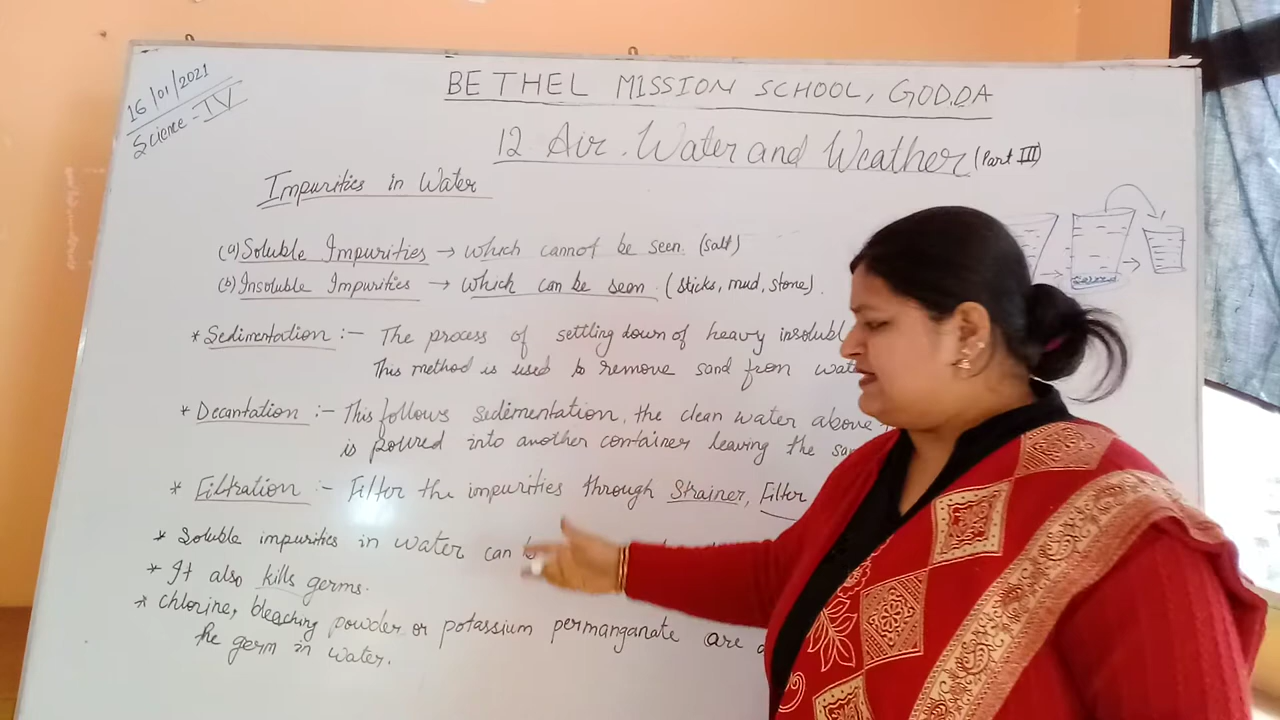 16/01/2021
Science - IV
BETHEL MISSION SCHOOL, GODDA
12. Air, Water and Weather (Part III)
Impurities in Water
(a) Soluble Impurities → which cannot be seen. (salt)
(b) Insoluble Impurities → which can be seen. (Sticks, mud, stone).
* Sedimentation :- The process of settling down of heavy insolubl
This method is used to remove sand from wat
* Decantation :- This follows sedimentation, the clean water above
is poured into another container leaving the sa
* Filtration :- Filter the impurities through Strainer, Filter
* Soluble impurities in water can b
* It also kills germs.
* chlorine, bleaching powder or potassium permanganate are
the germ in water.